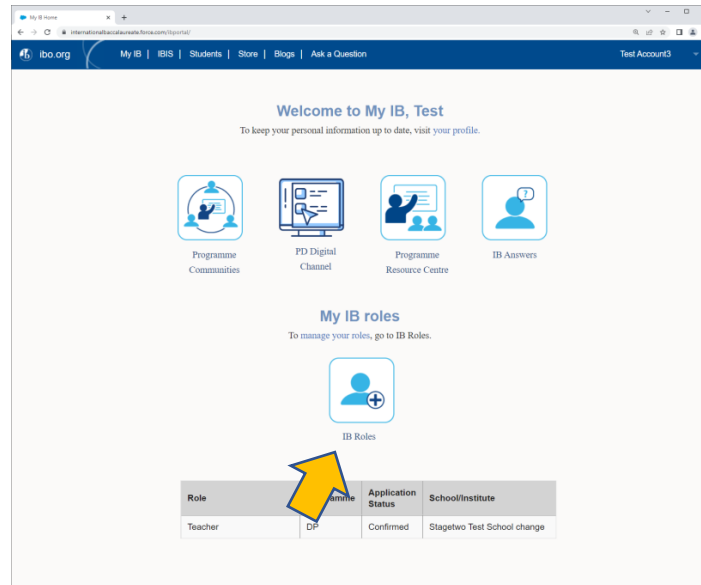 My IB Home
internationalbaccalaureate.force.com/ibportal/
ibo.org
My IB | IBIS | Students | Store | Blogs | Ask a Question
Test Account3
Welcome to My IB, Test
To keep your personal information up to date, visit your profile.
Programme
Communities
PD Digital
Channel
Programme
Resource Centre
IB Answers
My IB roles
To manage your roles, go to IB Roles.
IB Roles
Role
Application
Status
School/Institute
Teacher
DP
Confirmed
Stagetwo Test School change